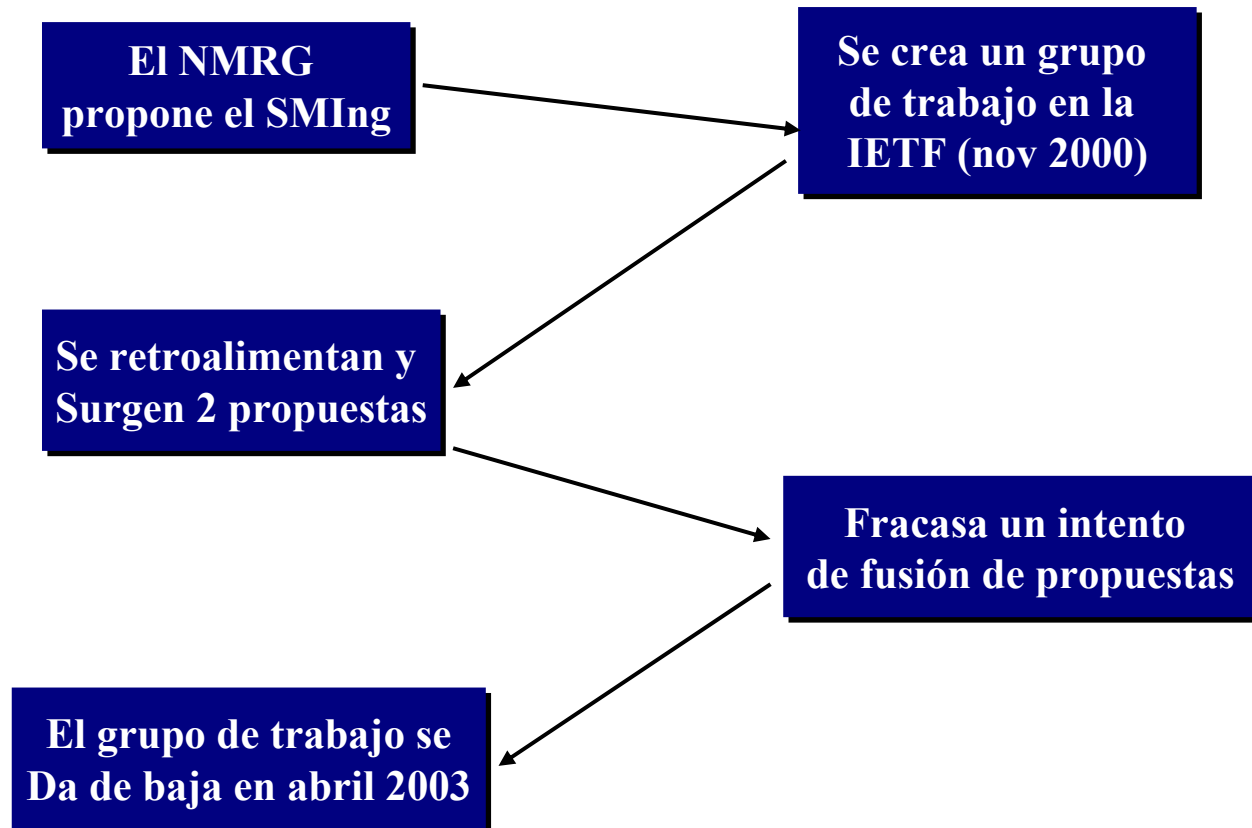 El NMRG
propone el SMIng
Se crea un grupo
de trabajo en la
IETF (nov 2000)
Se retroalimentan y
Surgen 2 propuestas
Fracasa un intento
de fusión de propuestas
El grupo de trabajo se
Da de baja en abril 2003